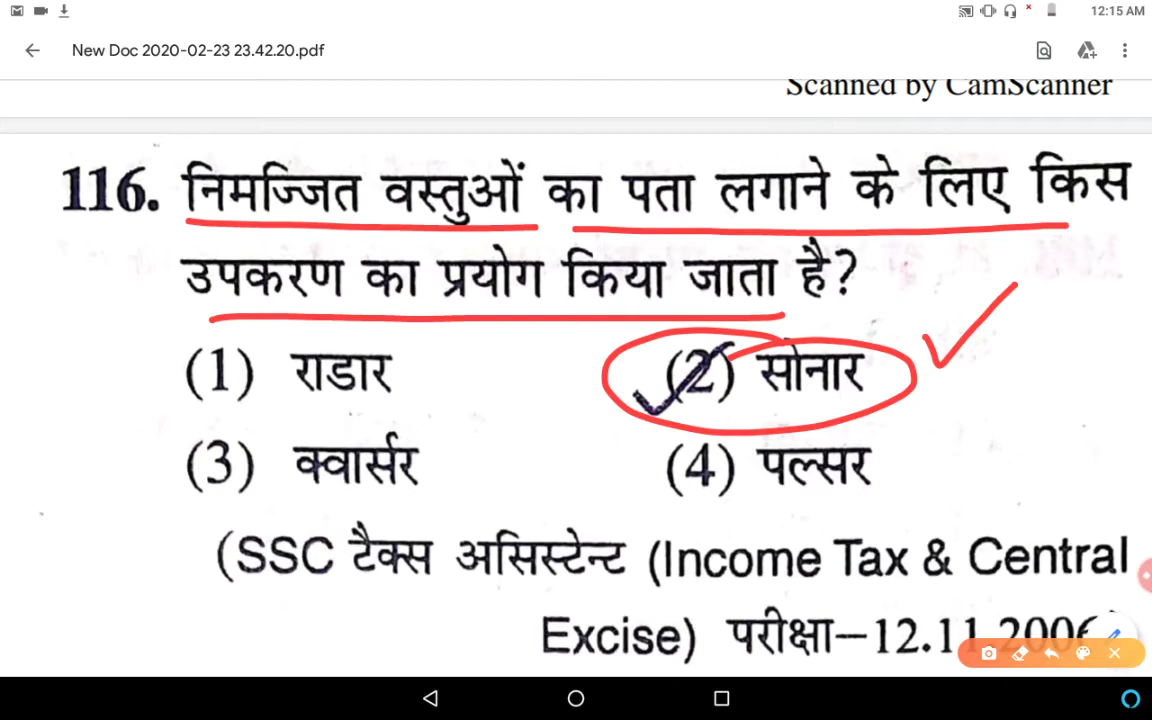 12:15 AM
New Doc 2020-02-23 23.42.20.pdf
Scanned by CamScanner
116. निमज्जित वस्तुओं का पता लगाने के लिए किस
उपकरण का प्रयोग किया जाता है?
(1) राडार (2) सोनार
(3) क्वार्सर (4) पल्सर
(SSC टैक्स असिस्टेन्ट (Income Tax & Central
Excise) परीक्षा–12.11.2006)